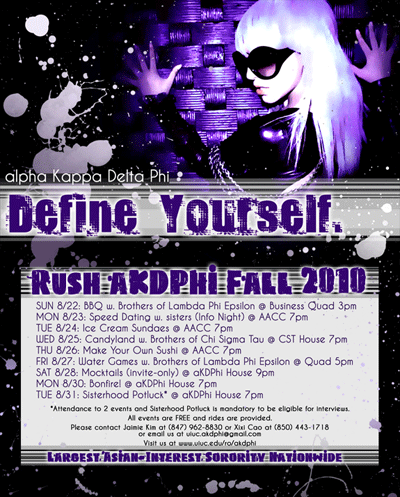 alpha Kappa Delta Phi
Define Yourself.
Rush aKDPhi Fall 2010
SUN 8/22: BBQ w. Brothers of Lambda Phi Epsilon @ Business Quad 3pm
MON 8/23: Speed Dating w. sisters (Info Night) @ AACC 7pm
TUE 8/24: Ice Cream Sundaes @ AACC 7pm
WED 8/25: Candyland w. Brothers of Chi Sigma Tau @ CST House 7pm
THU 8/26: Make Your Own Sushi @ AACC 7pm
FRI 8/27: Water Games w. Brothers of Lambda Phi Epsilon @ Quad 5pm
SAT 8/28: Mocktails (invite-only) @ aKDPhi House 9pm
MON 8/30: Bonfire! @ aKDPhi House 7pm
TUE 8/31: Sisterhood Potluck* @ aKDPhi House 7pm
*Attendance to 2 events and Sisterhood Potluck is mandatory to be eligible for interviews.
All events are FREE and rides are provided.
Please contact Jaimie Kim at (847) 962-8830 or Xixi Cao at (850) 443-1718
or email us at uiuc.akdphi@gmail.com
Visit us at www.uiuc.edu/ro/akdphi
Largest Asian-Interest Sorority Nationwide